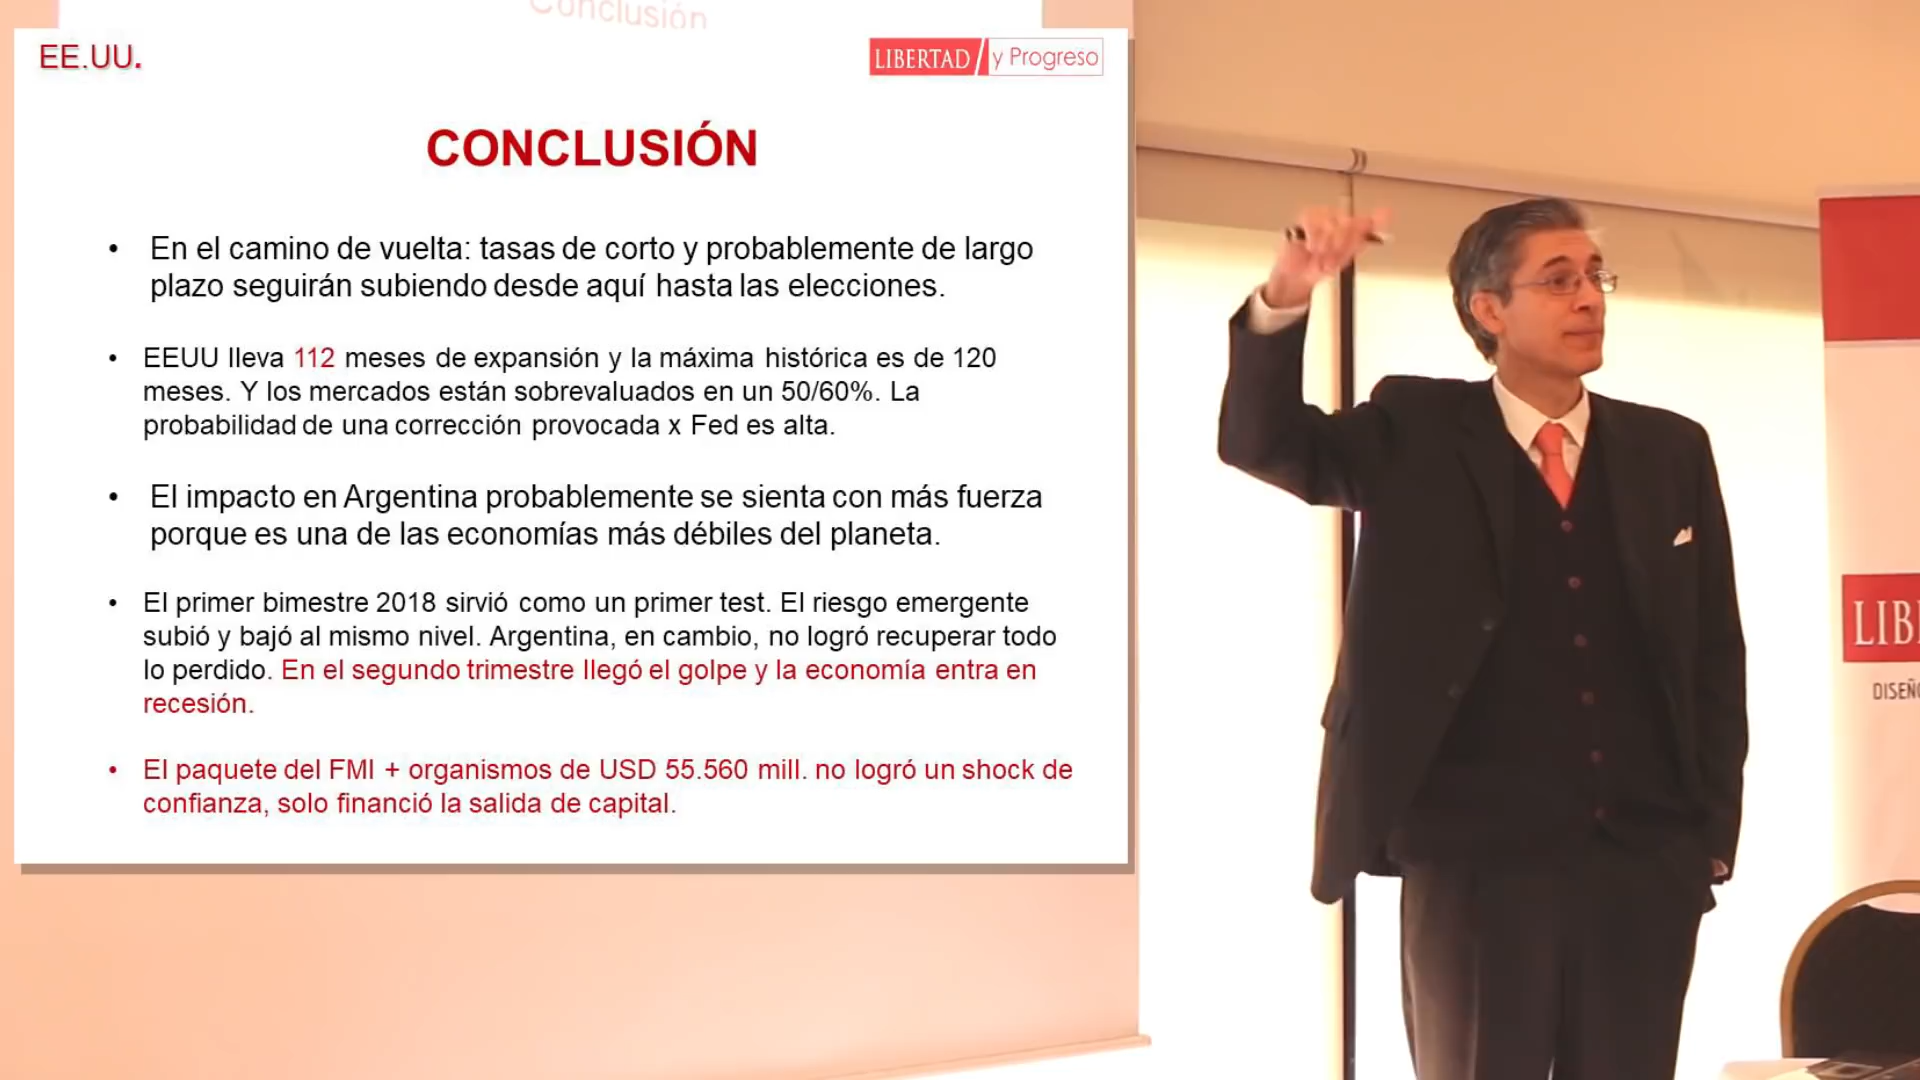 Conclusión
EE.UU.
LIBERTAD y Progreso
CONCLUSIÓN
• En el camino de vuelta: tasas de corto y probablemente de largo
plazo seguirán subiendo desde aquí hasta las elecciones.
• EEUU lleva 112 meses de expansión y la máxima histórica es de 120
meses. Y los mercados están sobrevaluados en un 50/60%. La
probabilidad de una corrección provocada x Fed es alta.
• El impacto en Argentina probablemente se sienta con más fuerza
porque es una de las economías más débiles del planeta.
• El primer bimestre 2018 sirvió como un primer test. El riesgo emergente
subió y bajó al mismo nivel. Argentina, en cambio, no logró recuperar todo
lo perdido. En el segundo trimestre llegó el golpe y la economía entra en
recesión.
• El paquete del FMI + organismos de USD 55.560 mill. no logró un shock de
confianza, solo financió la salida de capital.
LIB
DISEÑ